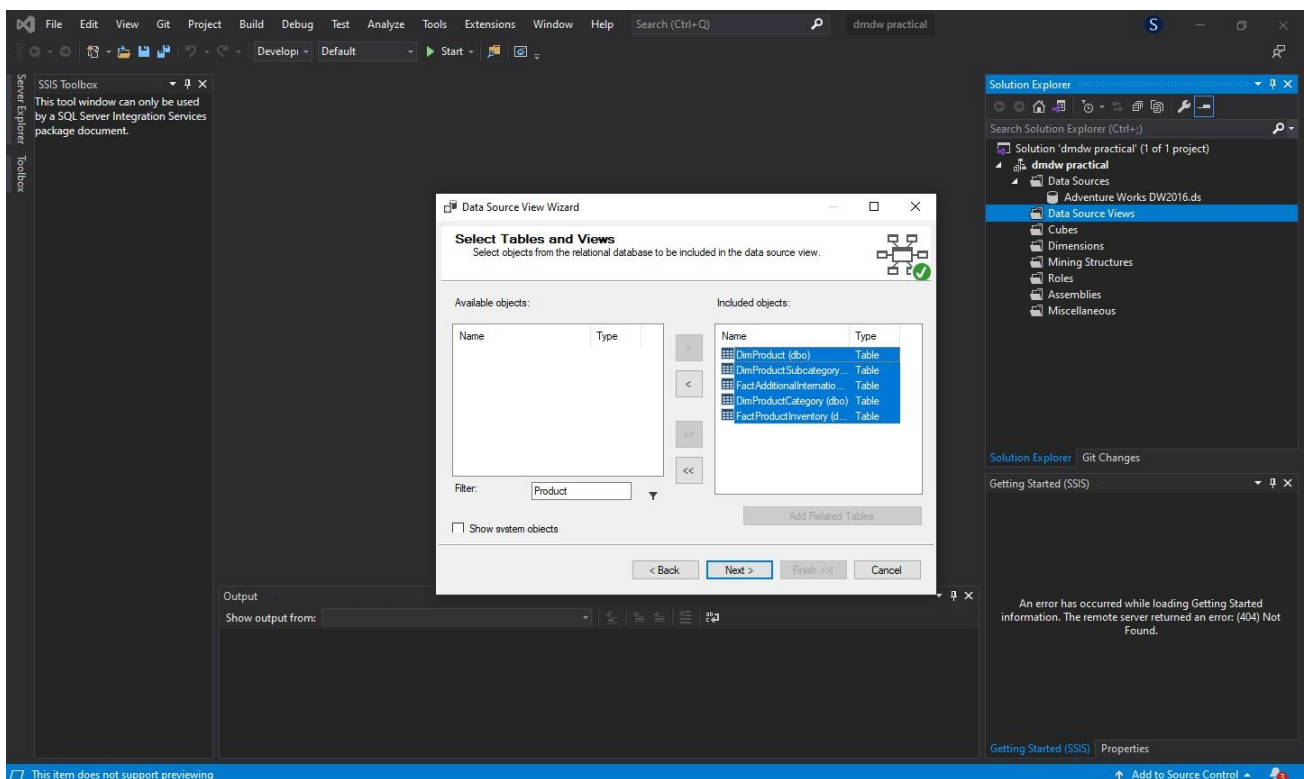 File Edit View Git Project Build Debug Test Analyze Tools Extensions Window Help Search (Ctrl+Q) dmdw practical S
Developi Default Start
Server Explorer
Toolbox
SSIS Toolbox
This tool window can only be used
by a SQL Server Integration Services
package document.
Data Source View Wizard
Select Tables and Views
Select objects from the relational database to be included in the data source view.
Available objects:
Name Type
> 
<
>>
<<
Filter: Product
Show system objects
Included objects:
Name Type
DimProduct (dbo) Table
DimProductSubcategory... Table
FactAdditionalInternatio... Table
DimProductCategory (dbo) Table
FactProductInventory (d... Table
Add Related Tables
< Back Next > Finish >>| Cancel
Output
Show output from:
Solution Explorer
Search Solution Explorer (Ctrl+;)
Solution 'dmdw practical' (1 of 1 project)
dmdw practical
Data Sources
Adventure Works DW2016.ds
Data Source Views
Cubes
Dimensions
Mining Structures
Roles
Assemblies
Miscellaneous
Solution Explorer Git Changes
Getting Started (SSIS)
An error has occurred while loading Getting Started
information. The remote server returned an error: (404) Not
Found.
Getting Started (SSIS) Properties
This item does not support previewing
Add to Source Control 3